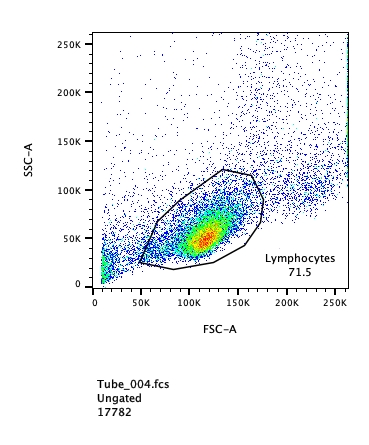 250K
200K
SSC-A
150K
100K
50K
0
Lymphocytes
71.5
0 50K 100K 150K 200K 250K
FSC-A
Tube_004.fcs
Ungated
17782